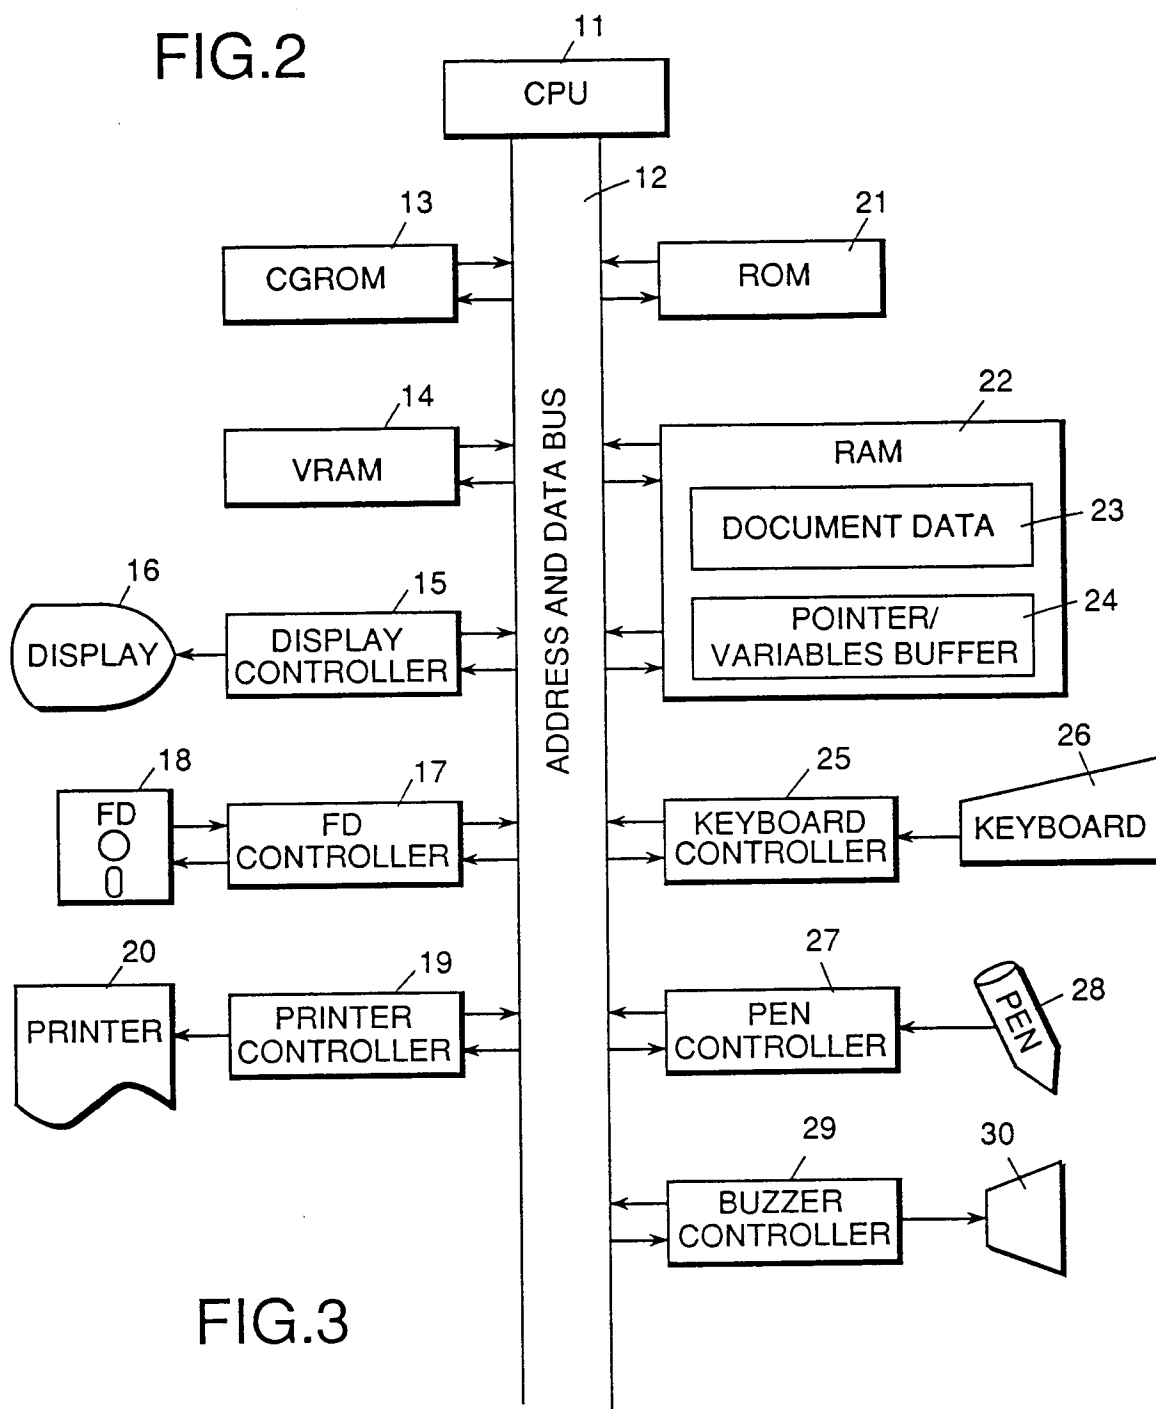 FIG.2
11
CPU
12
13
CGROM
21
ROM
14
VRAM
22
RAM
DOCUMENT DATA
23
POINTER/
VARIABLES BUFFER
24
ADDRESS AND DATA BUS
16
DISPLAY
15
DISPLAY
CONTROLLER
18
FD
17
FD
CONTROLLER
25
KEYBOARD
CONTROLLER
26
KEYBOARD
20
PRINTER
19
PRINTER
CONTROLLER
27
PEN
CONTROLLER
PEN
28
29
BUZZER
CONTROLLER
30
FIG.3